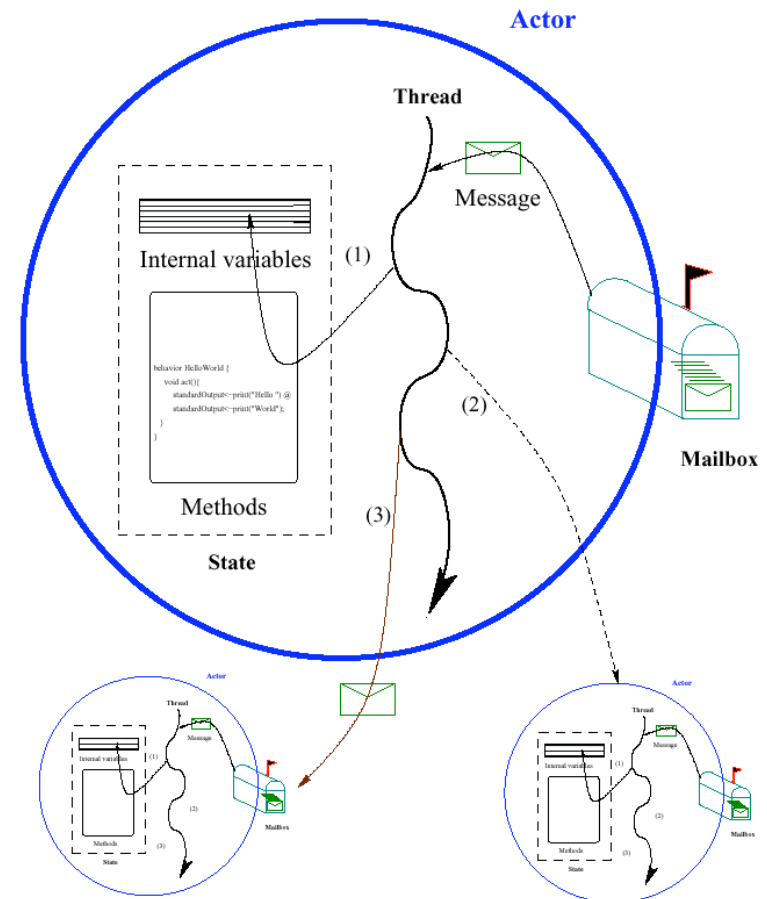 Actor
Thread
Message
Internal variables
(1)
behavior HelloWorld {
void act(){
standardOutput<-print("Hello ") @
standardOutput<-print("World");
}
}
(2)
Mailbox
Methods
(3)
State
Actor
Thread
Message
Internal variables
(1)
(2)
Mailbox
Methods
(3)
State
Actor
Thread
Message
Internal variables
(1)
(2)
Mailbox
Methods
(3)
State